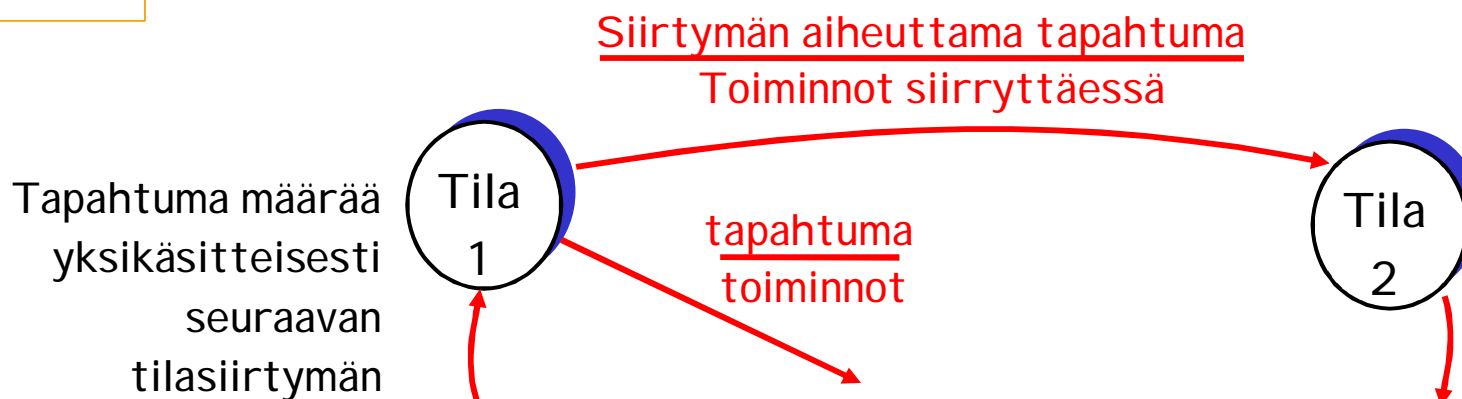 Siirtymän aiheuttama tapahtuma
Toiminnot siirryttäessä
Tapahtuma määrää
yksikäsitteisesti
seuraavan
tilasiirtymän
Tila
1
tapahtuma
toiminnot
Tila
2